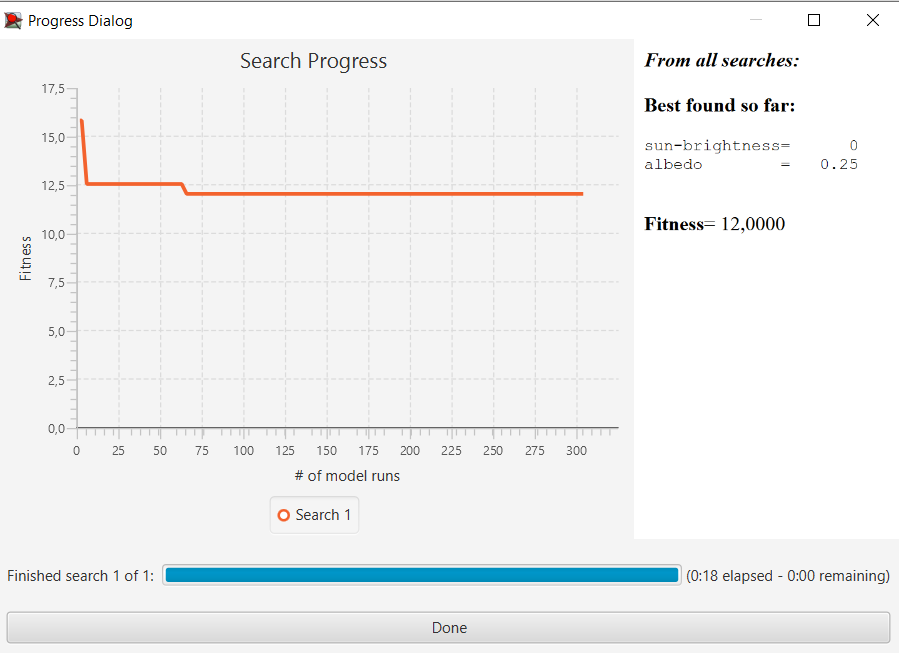 Progress Dialog
Search Progress
17,5
15,0
12,5
10,0
7,5
5,0
2,5
0,0
Fitness
0 25 50 75 100 125 150 175 200 225 250 275 300
# of model runs
Search 1
From all searches:
Best found so far:
sun-brightness= 0
albedo = 0.25
Fitness= 12,0000
Finished search 1 of 1: (0:18 elapsed - 0:00 remaining)
Done